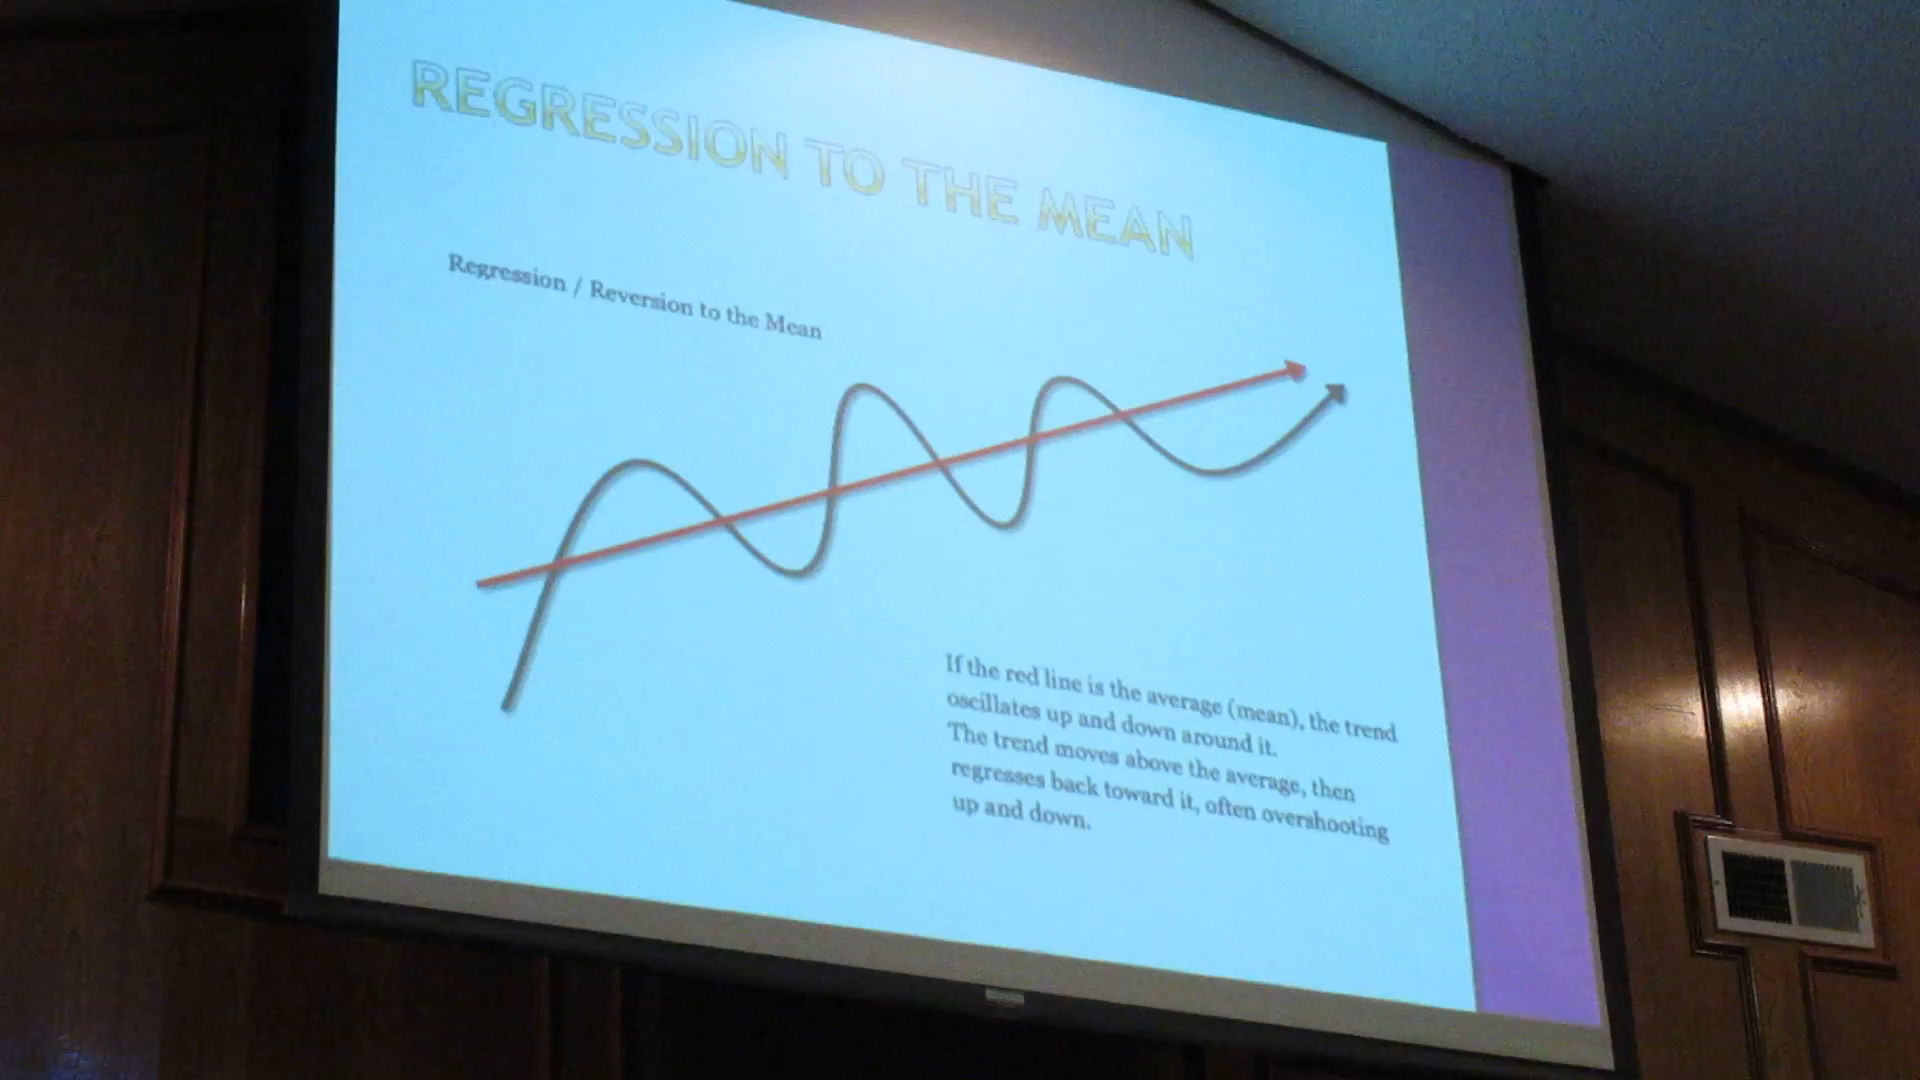 REGRESSION TO THE MEAN
Regression / Reversion to the Mean
If the red line is the average (mean), the trend
oscillates up and down around it.
The trend moves above the average, then
regresses back toward it, often overshooting
up and down.